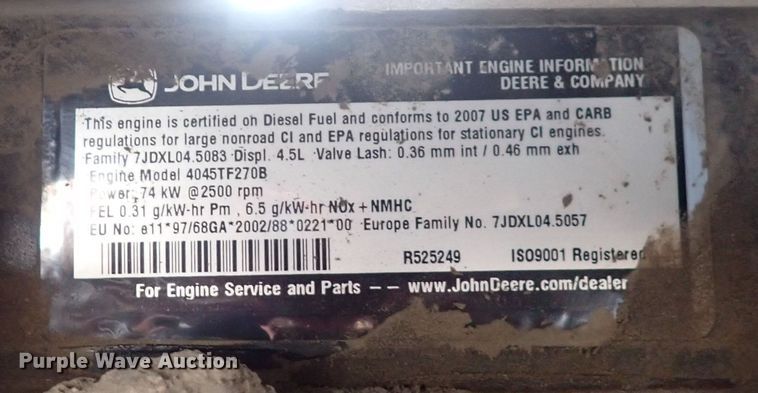 JOHN DEERE
IMPORTANT ENGINE INFORMATION
DEERE & COMPANY
This engine is certified oh Diesel Fuel and conforms to 2007 US EPA and CARB
regulations for large nonroad CI and EPA regulations for stationary CI engines.
Family 7JDXL04.5083 Displ. 4.5L Valve Lash: 0.36 mm int / 0.46 mm exh
Engine Model 4045TF270B
Power: 74 kW @2500 rpm
FEL 0.31 g/kW-hr Pm , 6.5 g/kW-hr NOx+NMHC
EU No: e11*97/68GA*2002/88*0221*00 Europe Family No. 7JDXL04.5057
R525249 ISO9001 Registered
For Engine Service and Parts -- www.JohnDeere.com/dealer
Purple Wave Auction